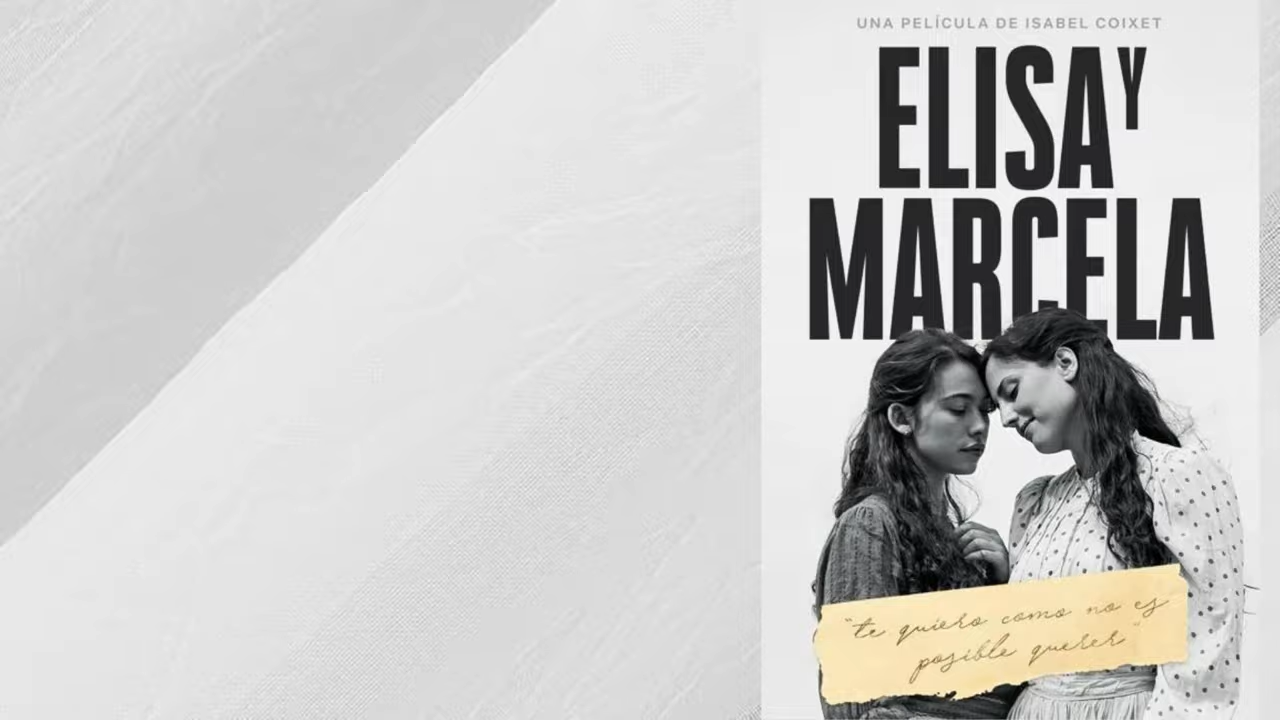 UNA PELÍCULA DE ISABEL COIXET
ELISA Y
MARCELA
"te quiero como no es
posible querer"